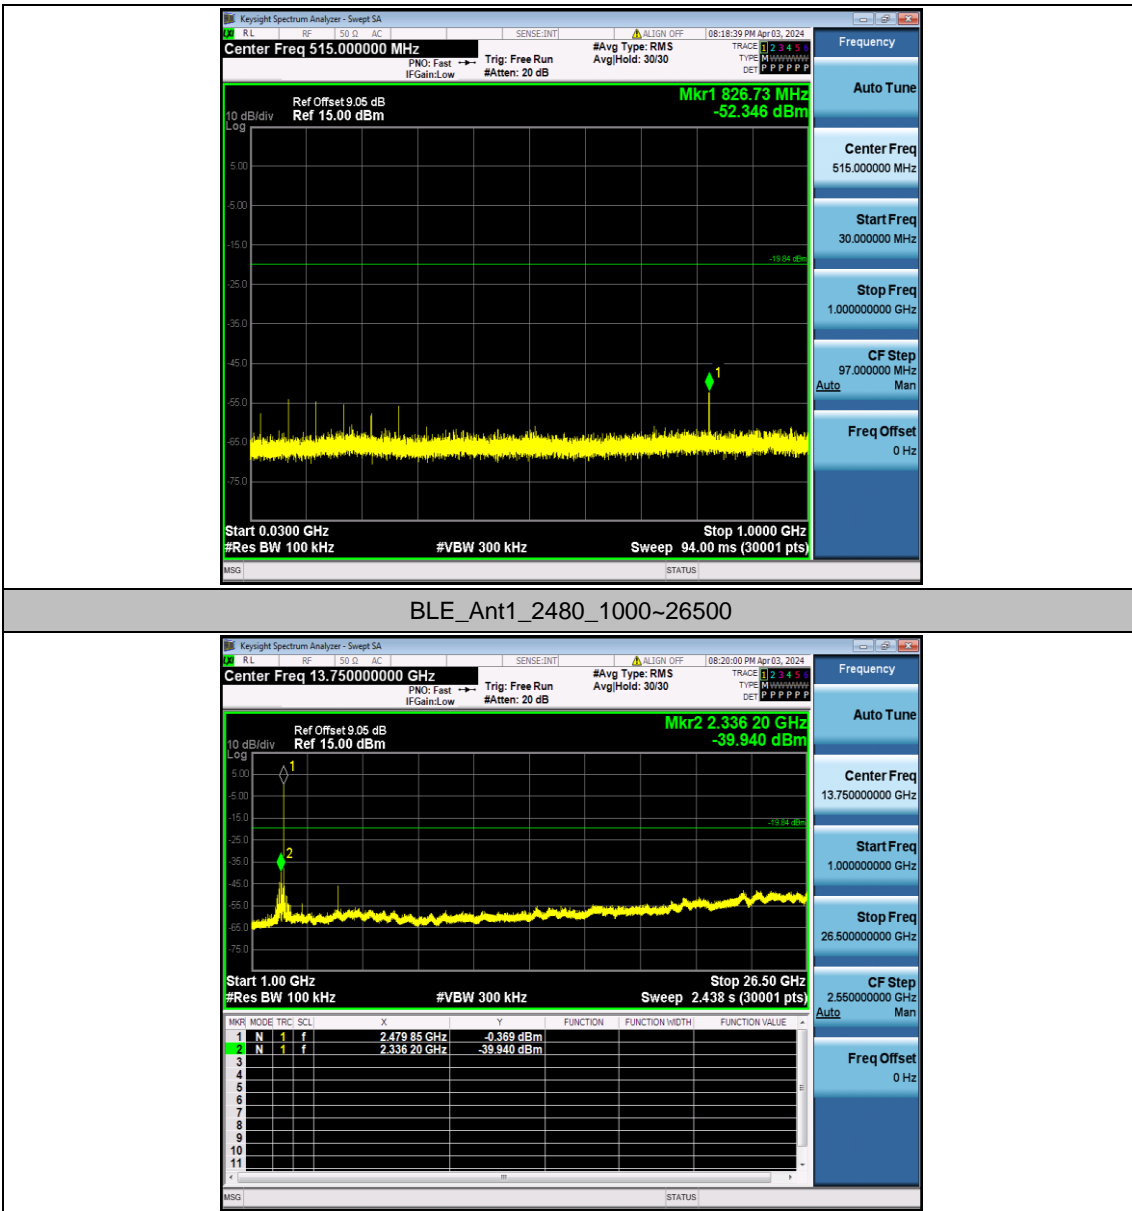 Keysight Spectrum Analyzer - Swept SA
RL RF 50 Ω AC SENSE:INT ALIGN OFF 08:18:39 PM Apr 03, 2024
Center Freq 515.000000 MHz
PNO: Fast
IFGain:Low
Trig: Free Run
#Atten: 20 dB
#Avg Type: RMS
Avg|Hold: 30/30
TRACE 1 2 3 4 5 6
TYPE M WWWWW
DET P P P P P P
Frequency
Mkr1 826.73 MHz
-52.346 dBm
Ref Offset 9.05 dB
10 dB/div Ref 15.00 dBm
Log
5.00
-5.00
-15.0
-19.84 dBm
-25.0
-35.0
-45.0
1
-55.0
-65.0
-75.0
Start 0.0300 GHz Stop 1.0000 GHz
#Res BW 100 kHz #VBW 300 kHz Sweep 94.00 ms (30001 pts)
MSG STATUS
Auto Tune
Center Freq
515.000000 MHz
Start Freq
30.000000 MHz
Stop Freq
1.000000000 GHz
CF Step
97.000000 MHz
Auto Man
Freq Offset
0 Hz
BLE_Ant1_2480_1000~26500
Keysight Spectrum Analyzer - Swept SA
RL RF 50 Ω AC SENSE:INT ALIGN OFF 08:20:00 PM Apr 03, 2024
Center Freq 13.750000000 GHz
PNO: Fast
IFGain:Low
Trig: Free Run
#Atten: 20 dB
#Avg Type: RMS
Avg|Hold: 30/30
TRACE 1 2 3 4 5 6
TYPE M WWWWW
DET P P P P P P
Frequency
Mkr2 2.336 20 GHz
-39.940 dBm
Ref Offset 9.05 dB
10 dB/div Ref 15.00 dBm
Log
1
5.00
-5.00
-15.0
-19.84 dBm
-25.0
2
-35.0
-45.0
-55.0
-65.0
-75.0
Start 1.00 GHz Stop 26.50 GHz
#Res BW 100 kHz #VBW 300 kHz Sweep 2.438 s (30001 pts)
MKR MODE TRC SCL X Y FUNCTION FUNCTION WIDTH FUNCTION VALUE
1 N 1 f 2.479 85 GHz -0.369 dBm
2 N 1 f 2.336 20 GHz -39.940 dBm
3
4
5
6
7
8
9
10
11
MSG STATUS
Auto Tune
Center Freq
13.750000000 GHz
Start Freq
1.000000000 GHz
Stop Freq
26.500000000 GHz
CF Step
2.550000000 GHz
Auto Man
Freq Offset
0 Hz